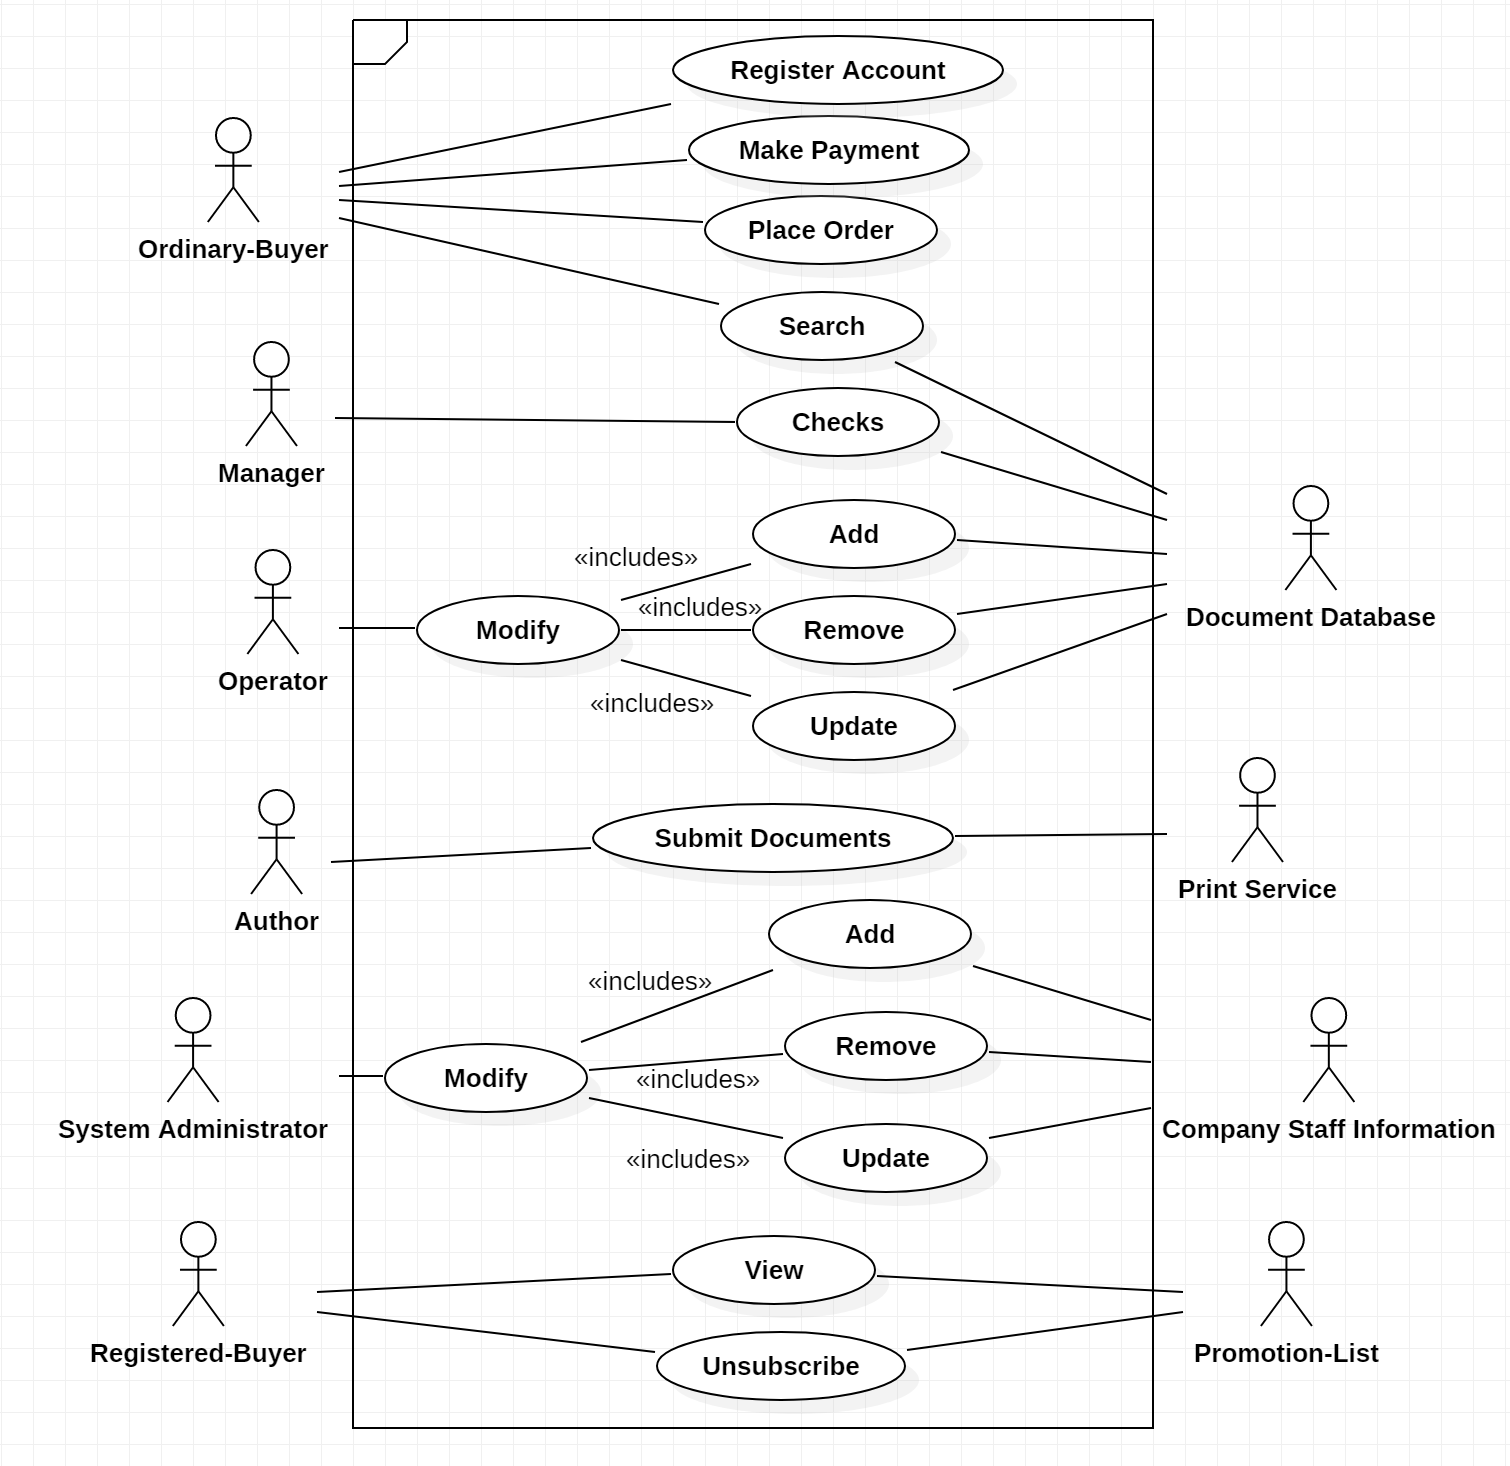 Register Account
Make Payment
Ordinary-Buyer
Place Order
Search
Checks
Manager
Add
«includes»
«includes»
Document Database
Modify
Remove
Operator
«includes»
Update
Submit Documents
Print Service
Author
Add
«includes»
Remove
Modify
«includes»
System Administrator
Company Staff Information
«includes»
Update
View
Registered-Buyer
Promotion-List
Unsubscribe